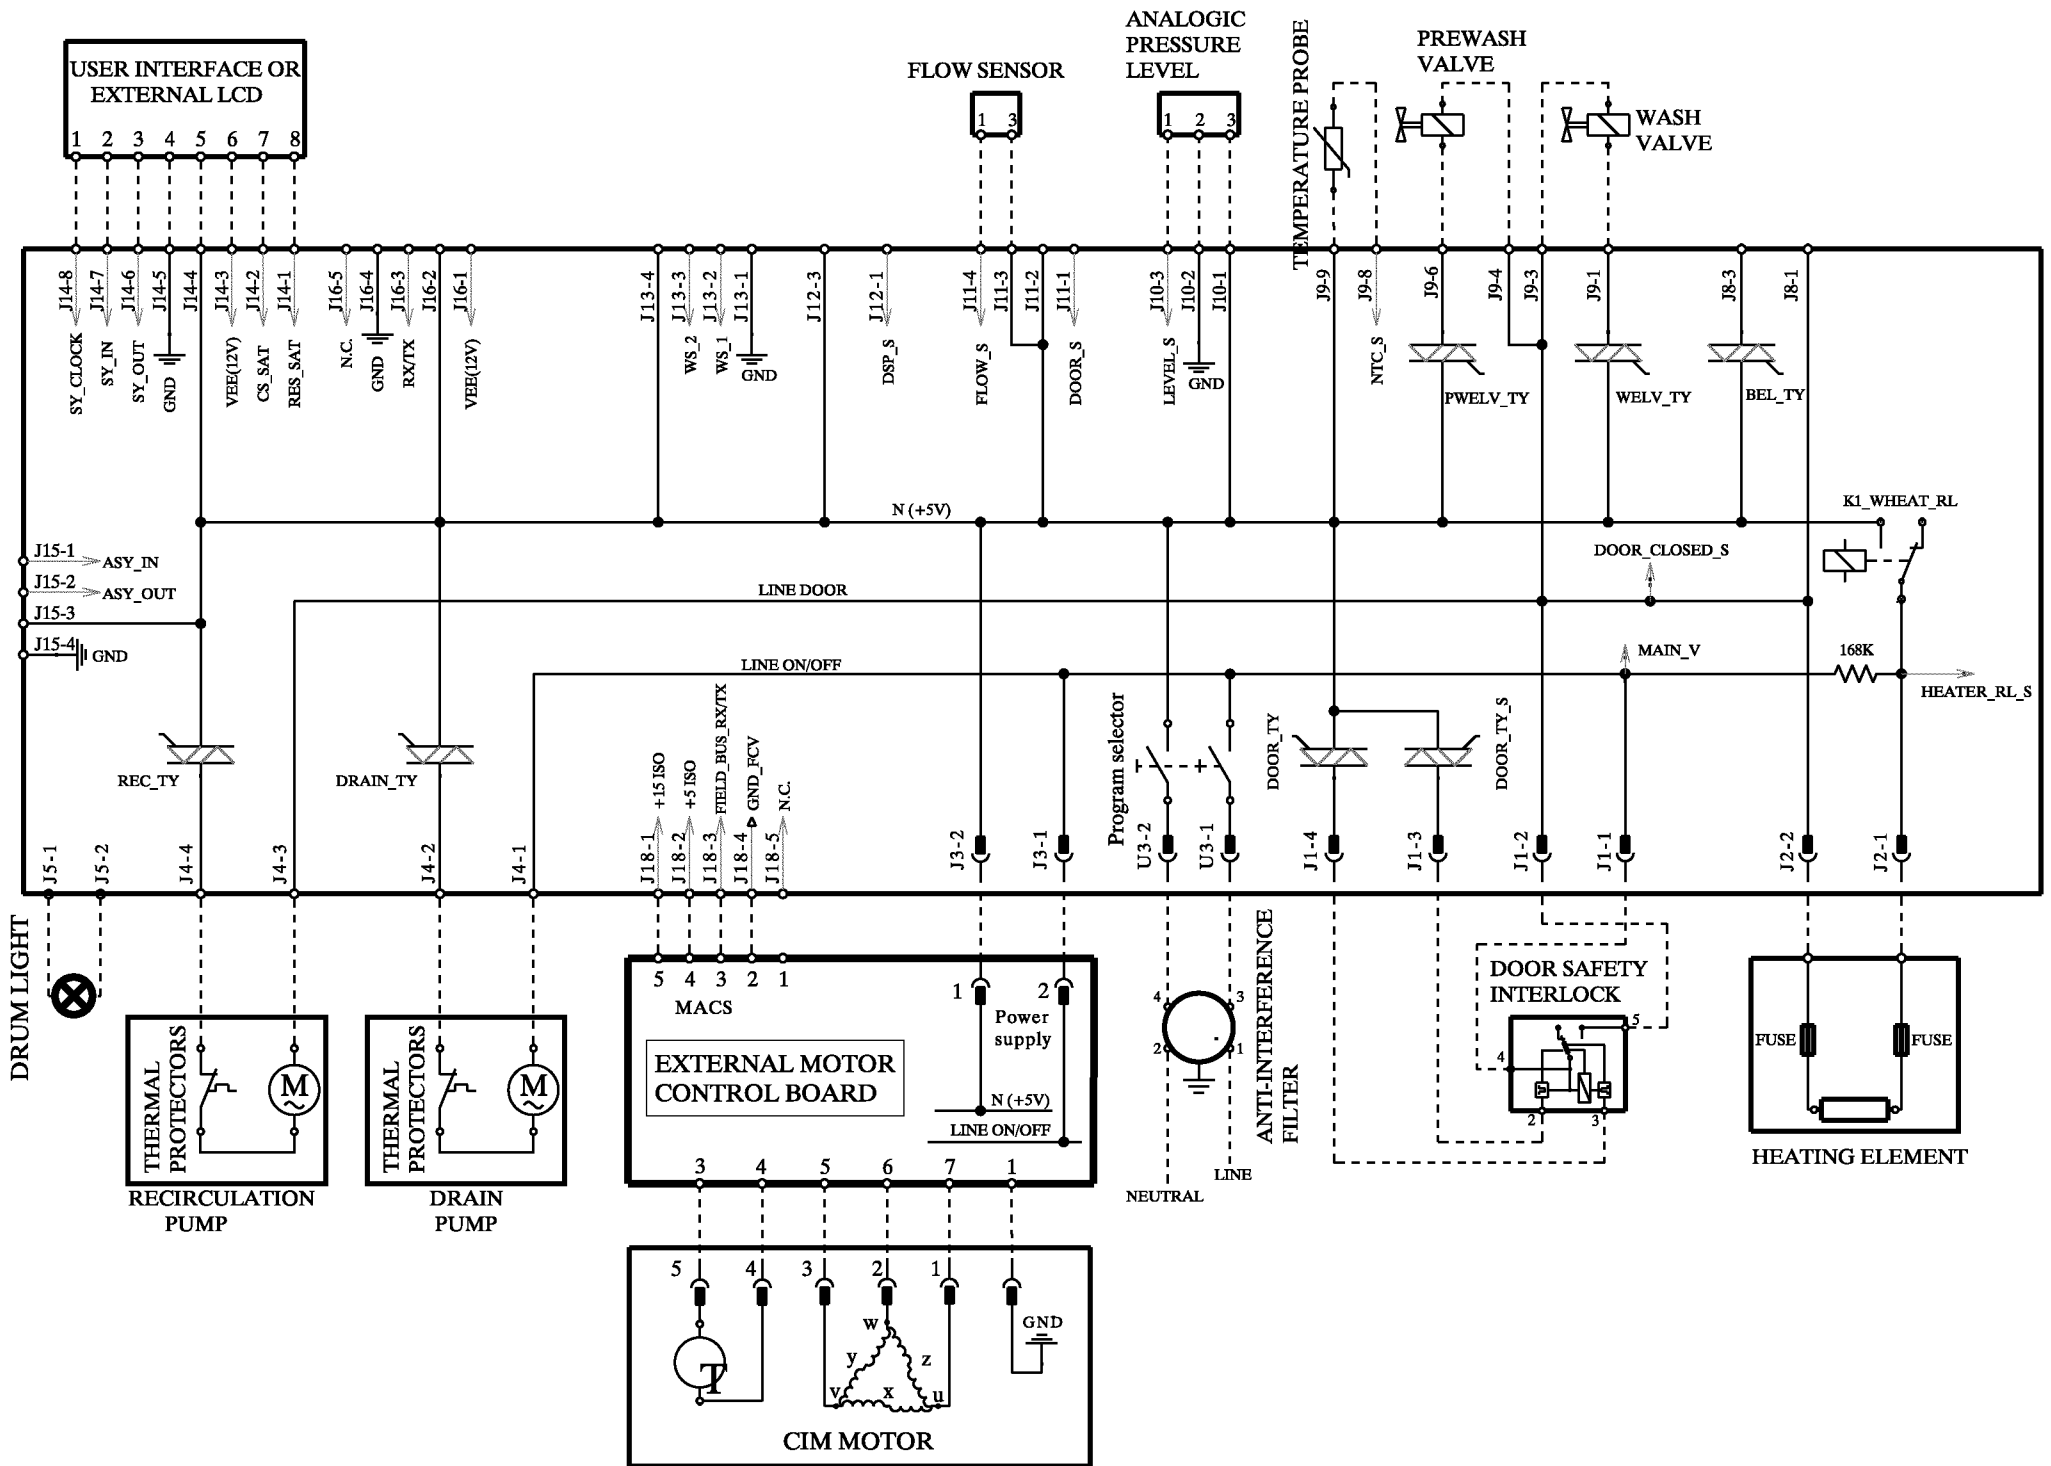 USER INTERFACE OR
EXTERNAL LCD
1 2 3 4 5 6 7 8
FLOW SENSOR
1 3
ANALOGIC
PRESSURE
LEVEL
1 2 3
TEMPERATURE PROBE
PREWASH
VALVE
WASH
VALVE
J14-8
J14-7
J14-6
J14-5
J14-4
J14-3
J14-2
J14-1
J16-5
J16-4
J16-3
J16-2
J16-1
J13-4
J13-3
J13-2
J13-1
J12-3
J12-1
J11-4
J11-3
J11-2
J11-1
J10-3
J10-2
J10-1
J9-9
J9-8
J9-6
J9-4
J9-3
J9-1
J8-3
J8-1
SY_CLOCK
SY_IN
SY_OUT
GND
VEE(12V)
CS_SAT
RES_SAT
N.C.
GND
RX/TX
VEE(12V)
WS_2
WS_1
GND
DSP_S
FLOW_S
DOOR_S
LEVEL_S
GND
NTC_S
PWELV_TY
WELV_TY
BEL_TY
N (+5V)
K1_WHEAT_RL
J15-1
ASY_IN
J15-2
ASY_OUT
J15-3
J15-4
GND
LINE DOOR
DOOR_CLOSED_S
LINE ON/OFF
MAIN_V
168K
HEATER_RL_S
REC_TY
DRAIN_TY
+15 ISO
+5 ISO
FIELD_BUS_RX/TX
GND_FCV
N.C.
Program selector
DOOR_TY
DOOR_TY_S
J5-1
J5-2
J4-4
J4-3
J4-2
J4-1
J18-1
J18-2
J18-3
J18-4
J18-5
J3-2
J3-1
U3-2
U3-1
J1-4
J1-3
J1-2
J1-1
J2-2
J2-1
DRUM LIGHT
THERMAL
PROTECTORS
M
RECIRCULATION
PUMP
THERMAL
PROTECTORS
M
DRAIN
PUMP
5 4 3 2 1
MACS
1 2
Power
supply
EXTERNAL MOTOR
CONTROL BOARD
N (+5V)
LINE ON/OFF
3 4 5 6 7 1
4 3
2 1
NEUTRAL
LINE
ANTI-INTERFERENCE
FILTER
DOOR SAFETY
INTERLOCK
5
4
2 3
FUSE
FUSE
HEATING ELEMENT
5 4 3 2 1
T
w
y z
v x u
GND
CIM MOTOR